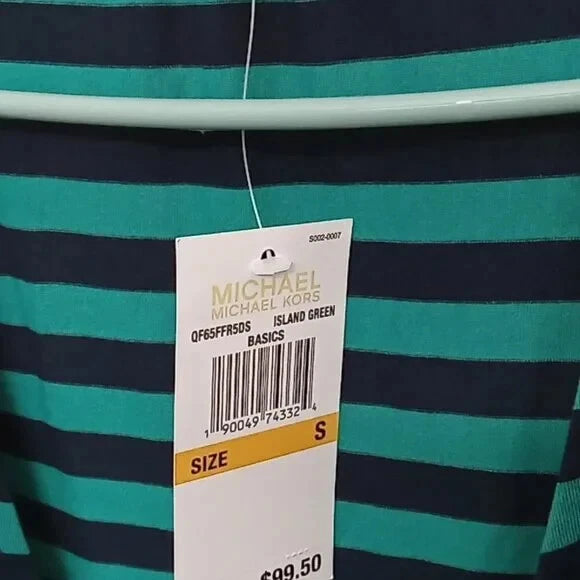 S002-0007
MICHAEL
MICHAEL KORS
QF65FFR5DS ISLAND GREEN
BASICS
1 90049 74332 4
SIZE S
$99.50